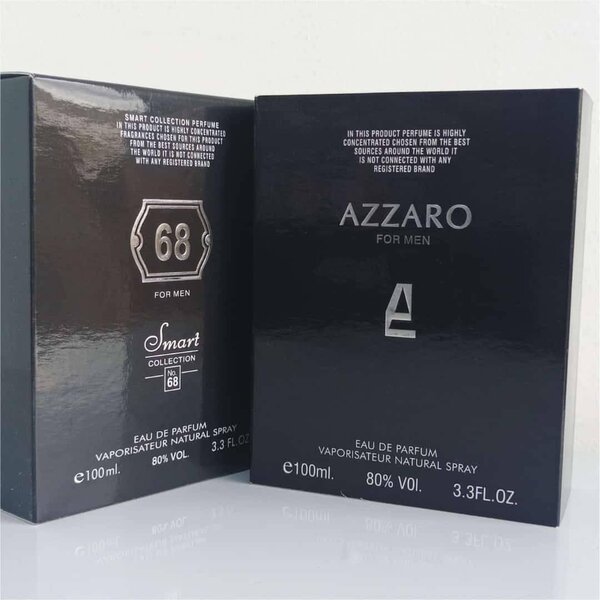 SMART COLLECTION PERFUME
IN THIS PRODUCT IS HIGHLY CONCENTRATED
FRAGRANCES CHOSEN FOR THIS PRODUCT
FROM THE BEST SOURCES AROUND
THE WORLD IT IS NOT CONNECTED
WITH ANY REGISTERED BRAND
68
FOR MEN
Smart
COLLECTION
No.
68
EAU DE PARFUM
VAPORISATEUR NATURAL SPRAY
e100ml. 80% VOL. 3.3 FL.OZ
IN THIS PRODUCT PERFUME IS HIGHLY
CONCENTRATED CHOSEN FROM THE BEST
SOURCES AROUND THE WORLD IT
IS NOT CONNECTED WITH ANY
REGISTERED BRAND
AZZARO
FOR MEN
EAU DE PARFUM
VAPORISATEUR NATURAL SPRAY
e100ml. 80% VOl. 3.3FL.OZ.